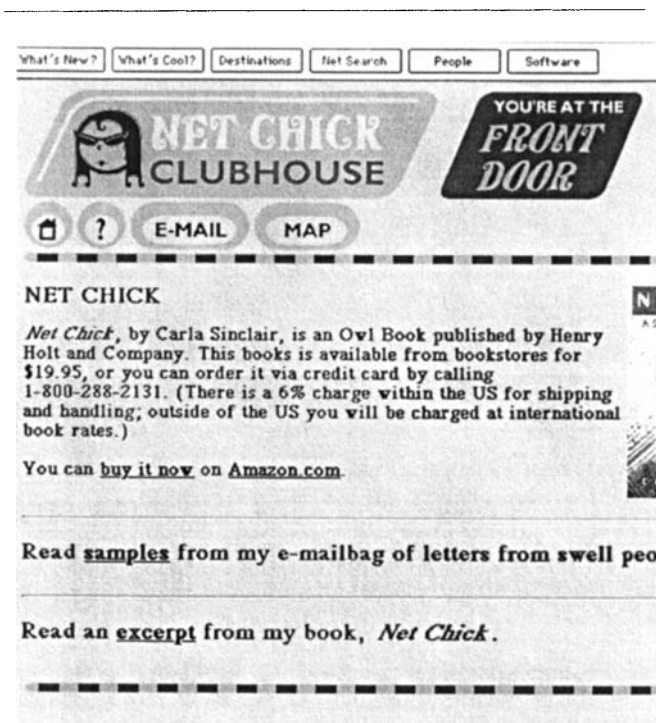 What's New? What's Cool? Destinations Net Search People Software
NET CHICK
CLUBHOUSE
YOU'RE AT THE
FRONT
DOOR
? E-MAIL MAP
NET CHICK
Net Chick, by Carla Sinclair, is an Owl Book published by Henry
Holt and Company. This books is available from bookstores for
$19.95, or you can order it via credit card by calling
1-800-288-2131. (There is a 6% charge within the US for shipping
and handling; outside of the US you will be charged at international
book rates.)
You can buy it now on Amazon.com.
N
Read samples from my e-mailbag of letters from swell peo
Read an excerpt from my book, Net Chick.